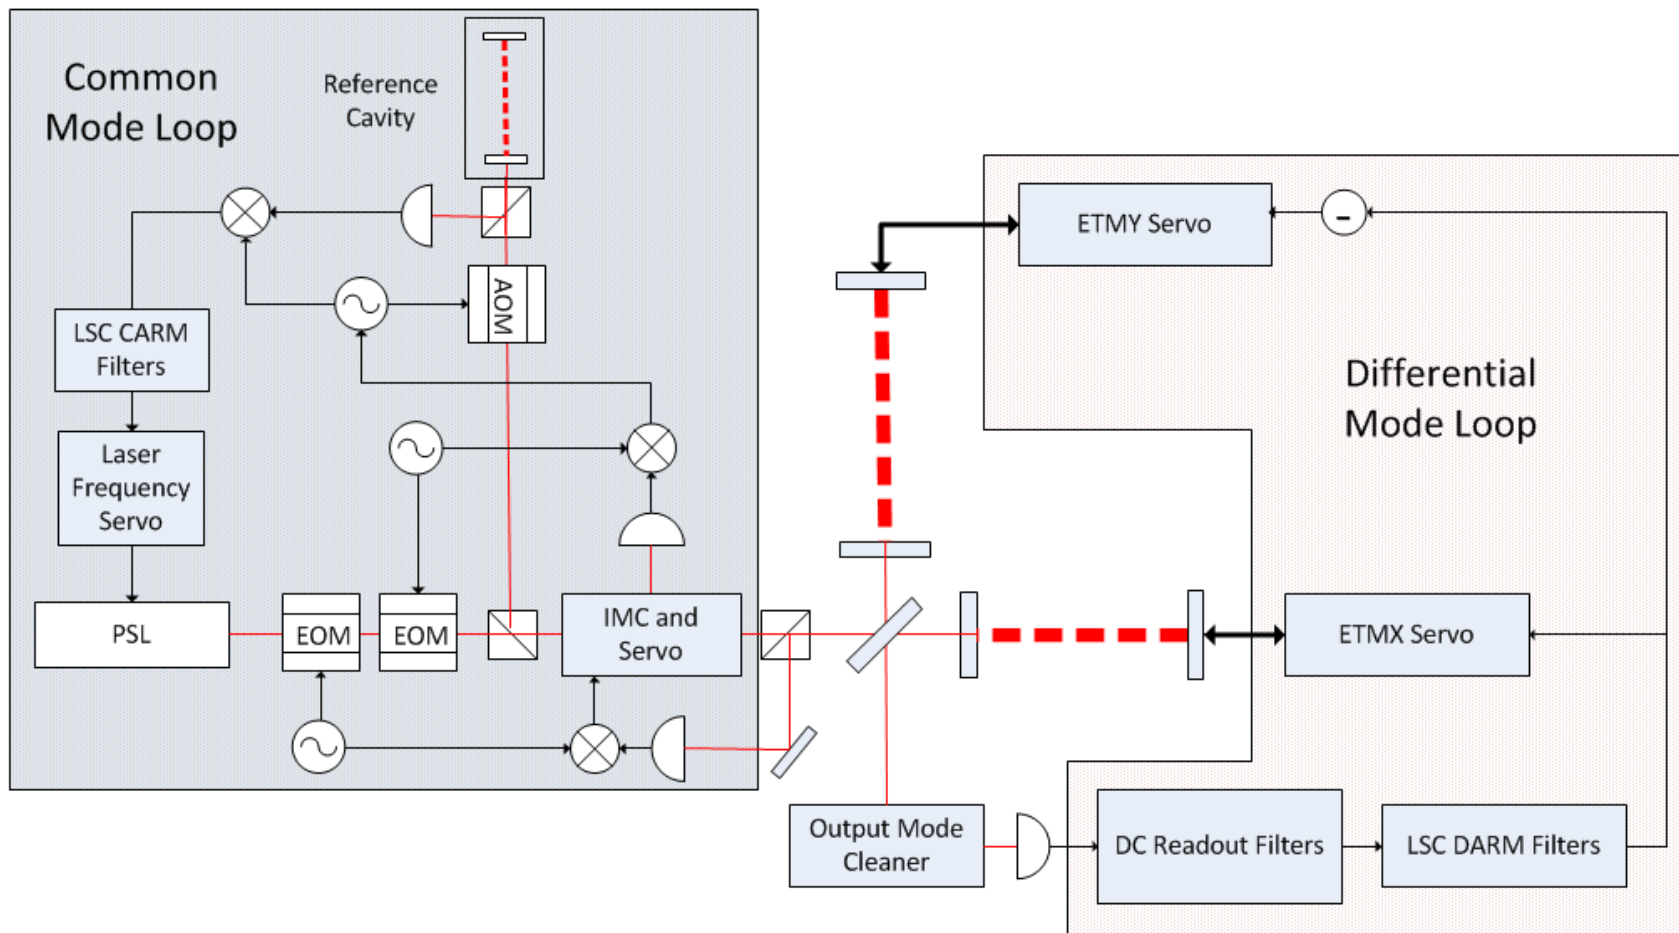 Common
Mode Loop
Reference
Cavity
AOM
LSC CARM
Filters
Laser
Frequency
Servo
PSL
EOM
EOM
IMC and
Servo
ETMY Servo
-
Differential
Mode Loop
ETMX Servo
Output Mode
Cleaner
DC Readout Filters
LSC DARM Filters